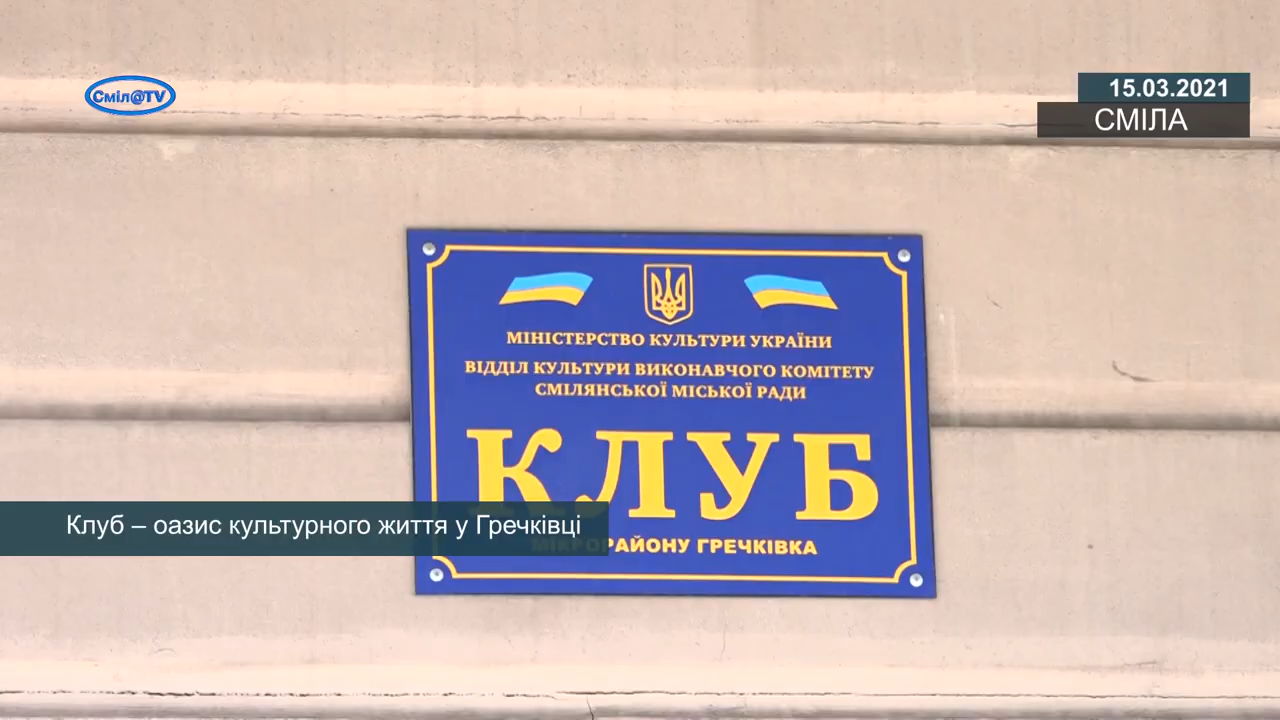 Сміл@TV
15.03.2021
СМІЛА
МІНІСТЕРСТВО КУЛЬТУРИ УКРАЇНИ
ВІДДІЛ КУЛЬТУРИ ВИКОНАВЧОГО КОМІТЕТУ
СМІЛЯНСЬКОЇ МІСЬКОЇ РАДИ
КЛУБ
МІКРОРАЙОНУ ГРЕЧКІВКА
Клуб – оазис культурного життя у Гречківці